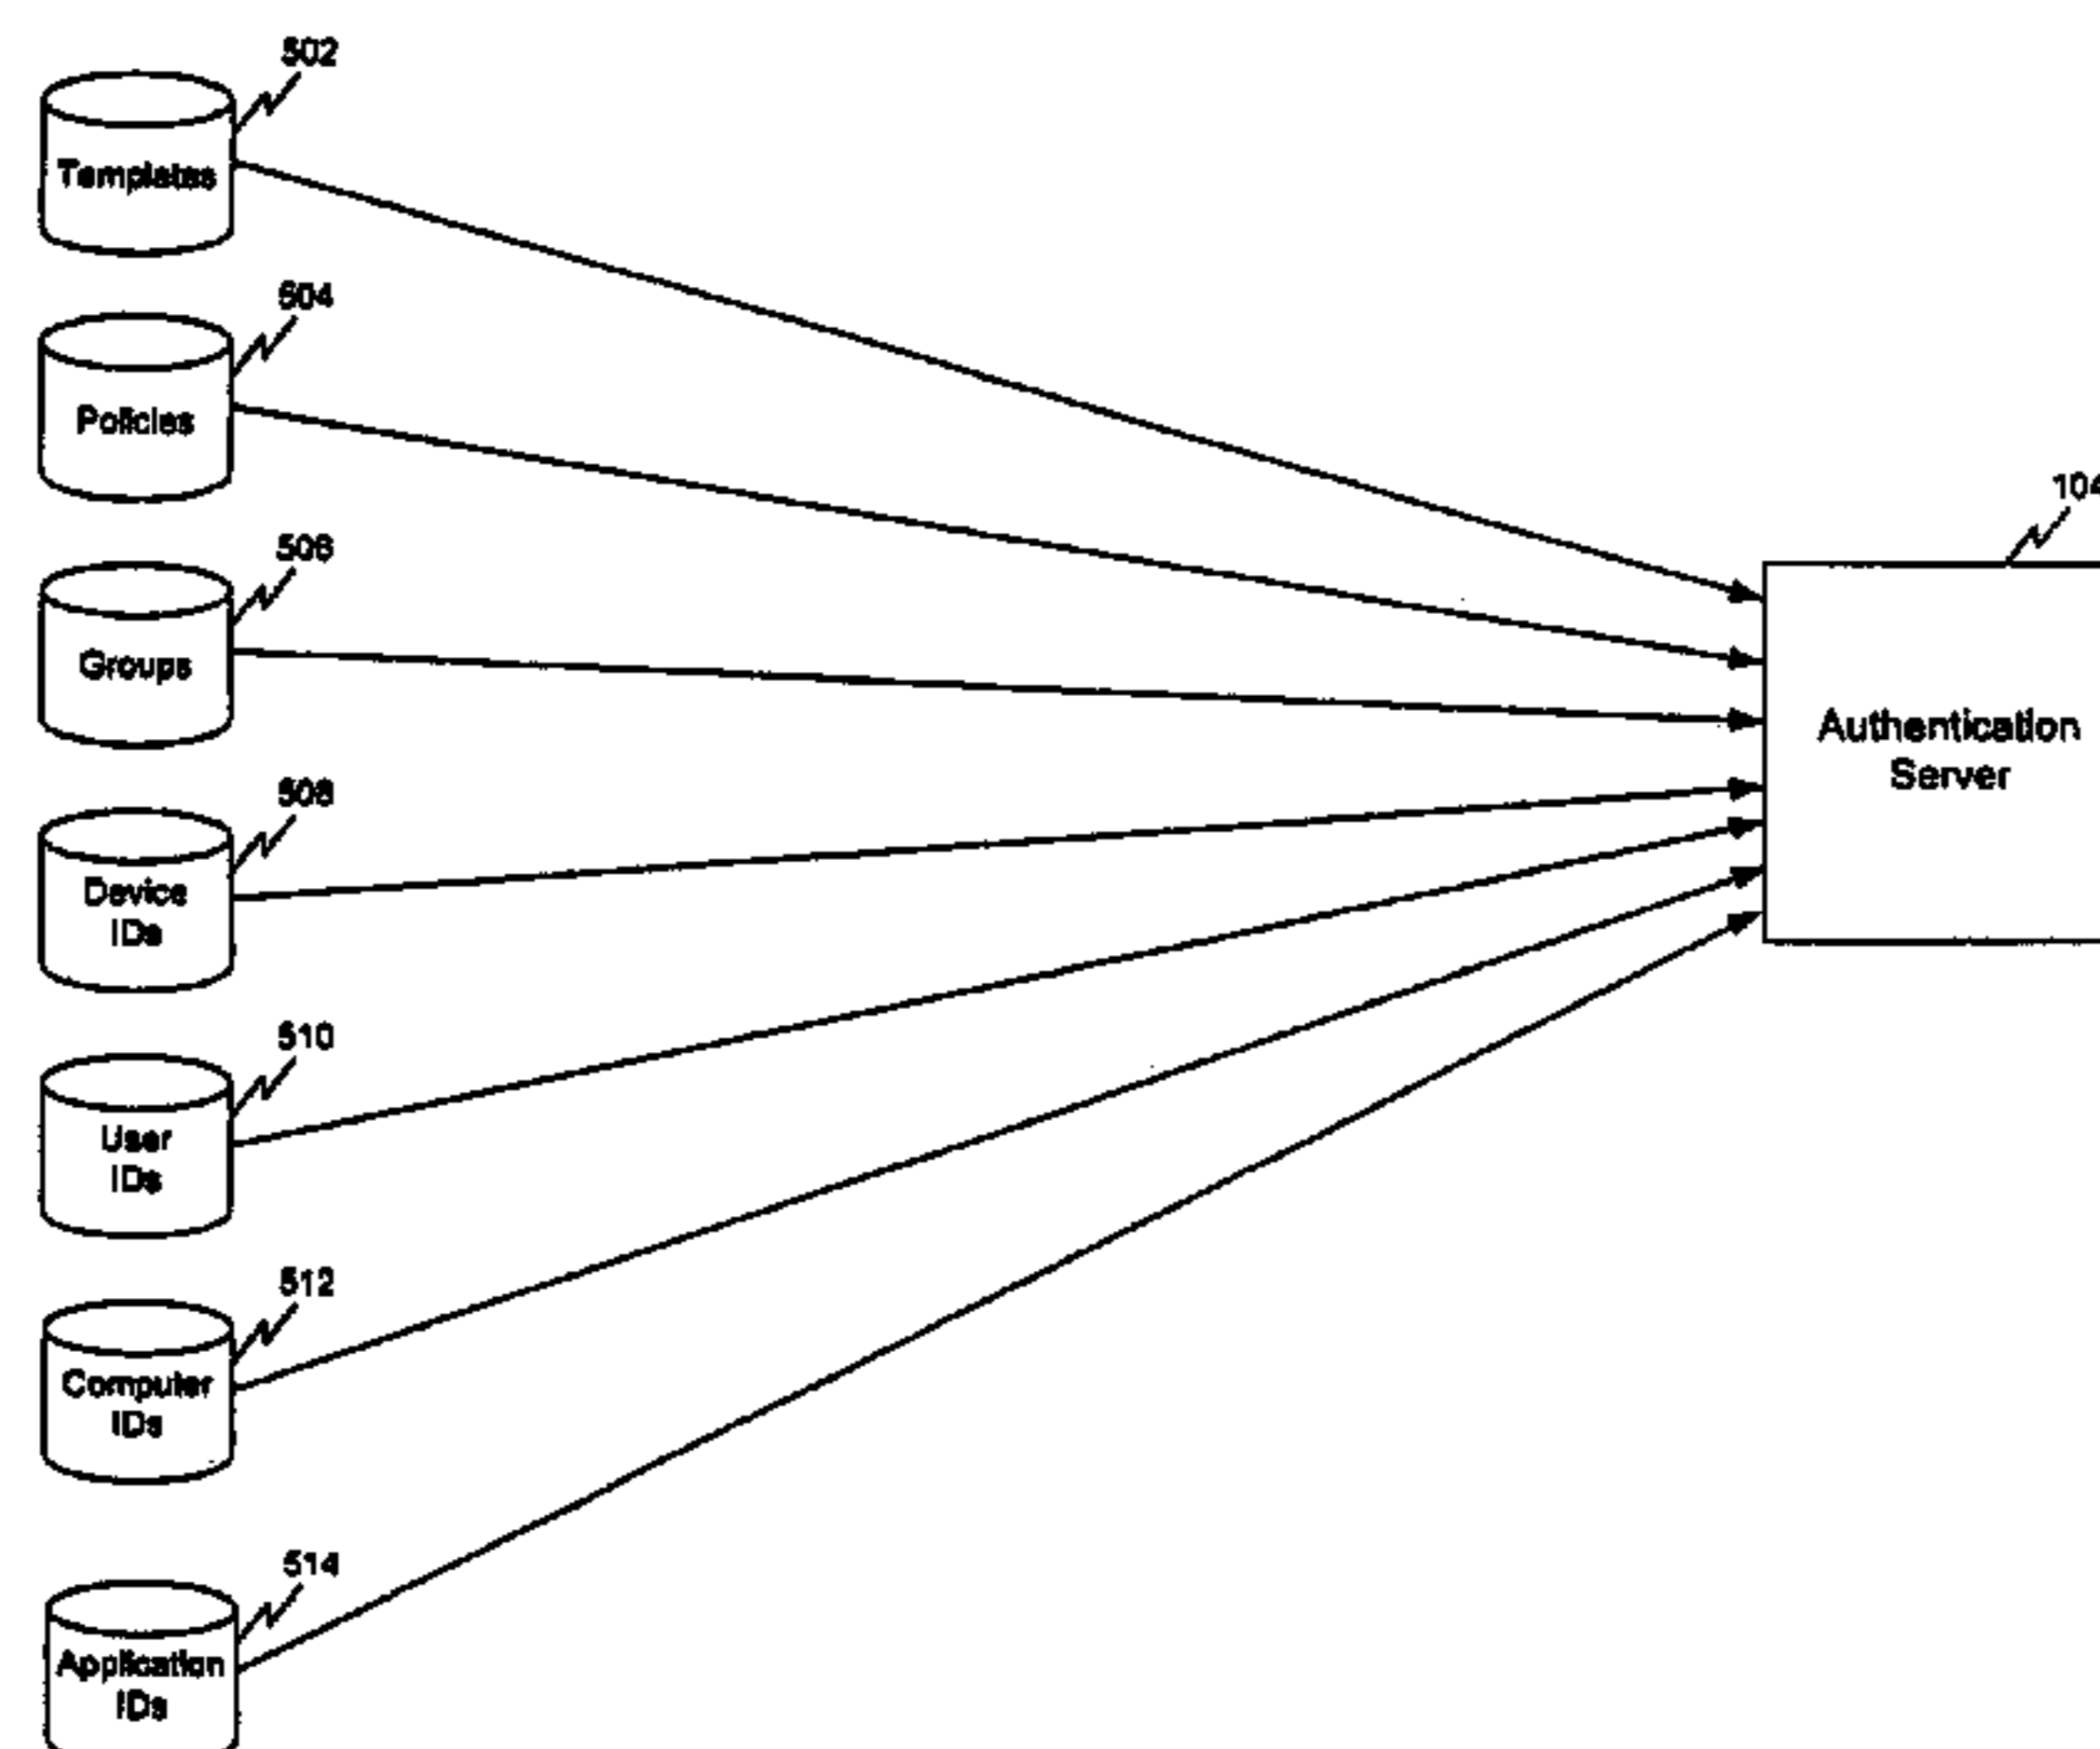 502
Templates
504
Policies
506
Groups
508
Device
IDs
510
User
IDs
512
Computer
IDs
514
Application
IDs
104
Authentication
Server